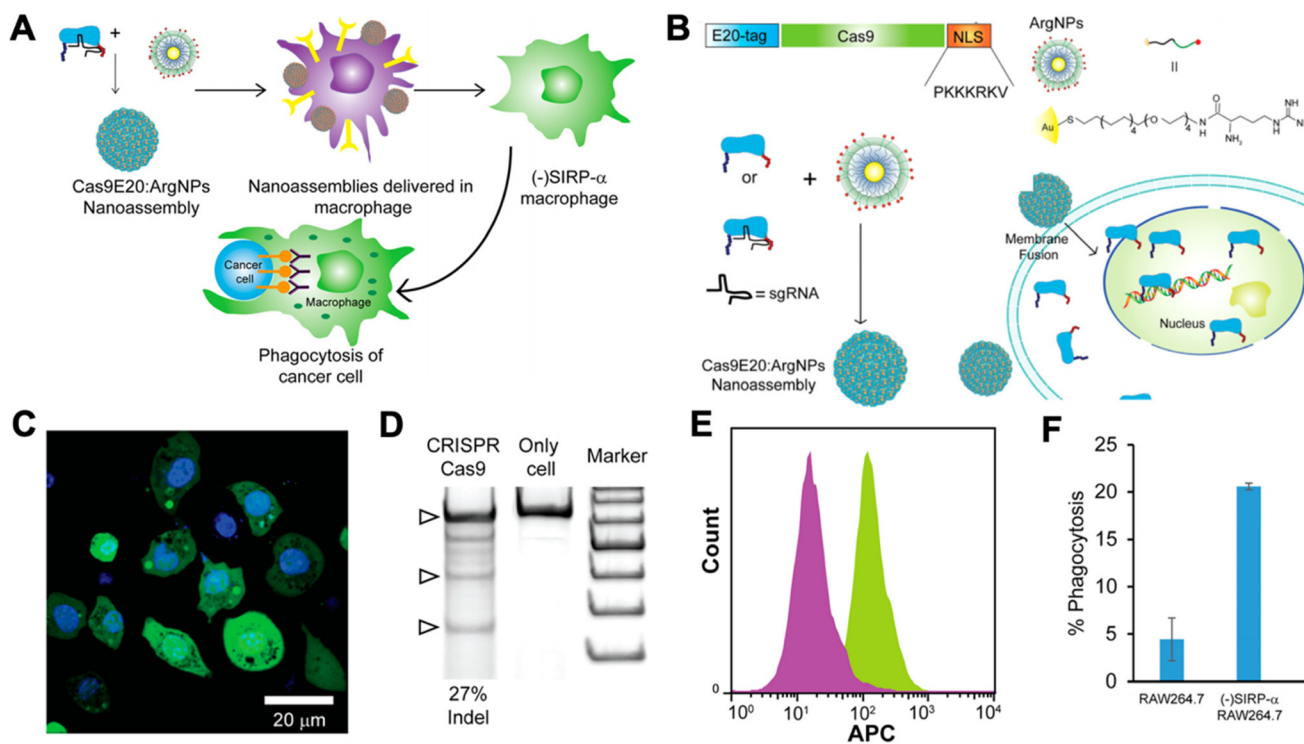 A
+
Cas9E20:ArgNPs
Nanoassembly
Nanoassemblies delivered in
macrophage
(-)SIRP-α
macrophage
Cancer
cell
Macrophage
Phagocytosis of
cancer cell
B
E20-tag
Cas9
NLS
PKKKRKV
ArgNPs
=
Au
S
4
O
4
N
H
O
NH₂
N
H
NH
or
+
= sgRNA
Cas9E20:ArgNPs
Nanoassembly
Membrane
Fusion
Nucleus
C
20 µm
D
CRISPR
Cas9
Only
cell
Marker
27%
Indel
E
Count
0
10⁰
10¹
10²
10³
10⁴
APC
F
% Phagocytosis
25
20
15
10
5
0
RAW264.7
(-)SIRP-α
RAW264.7